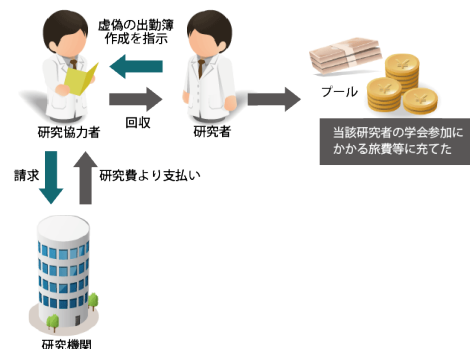 虚偽の出勤簿
作成を指示
回収
研究協力者
研究者
プール
当該研究者の学会参加に
かかる旅費等に充てた
請求
研究費より支払い
研究機関